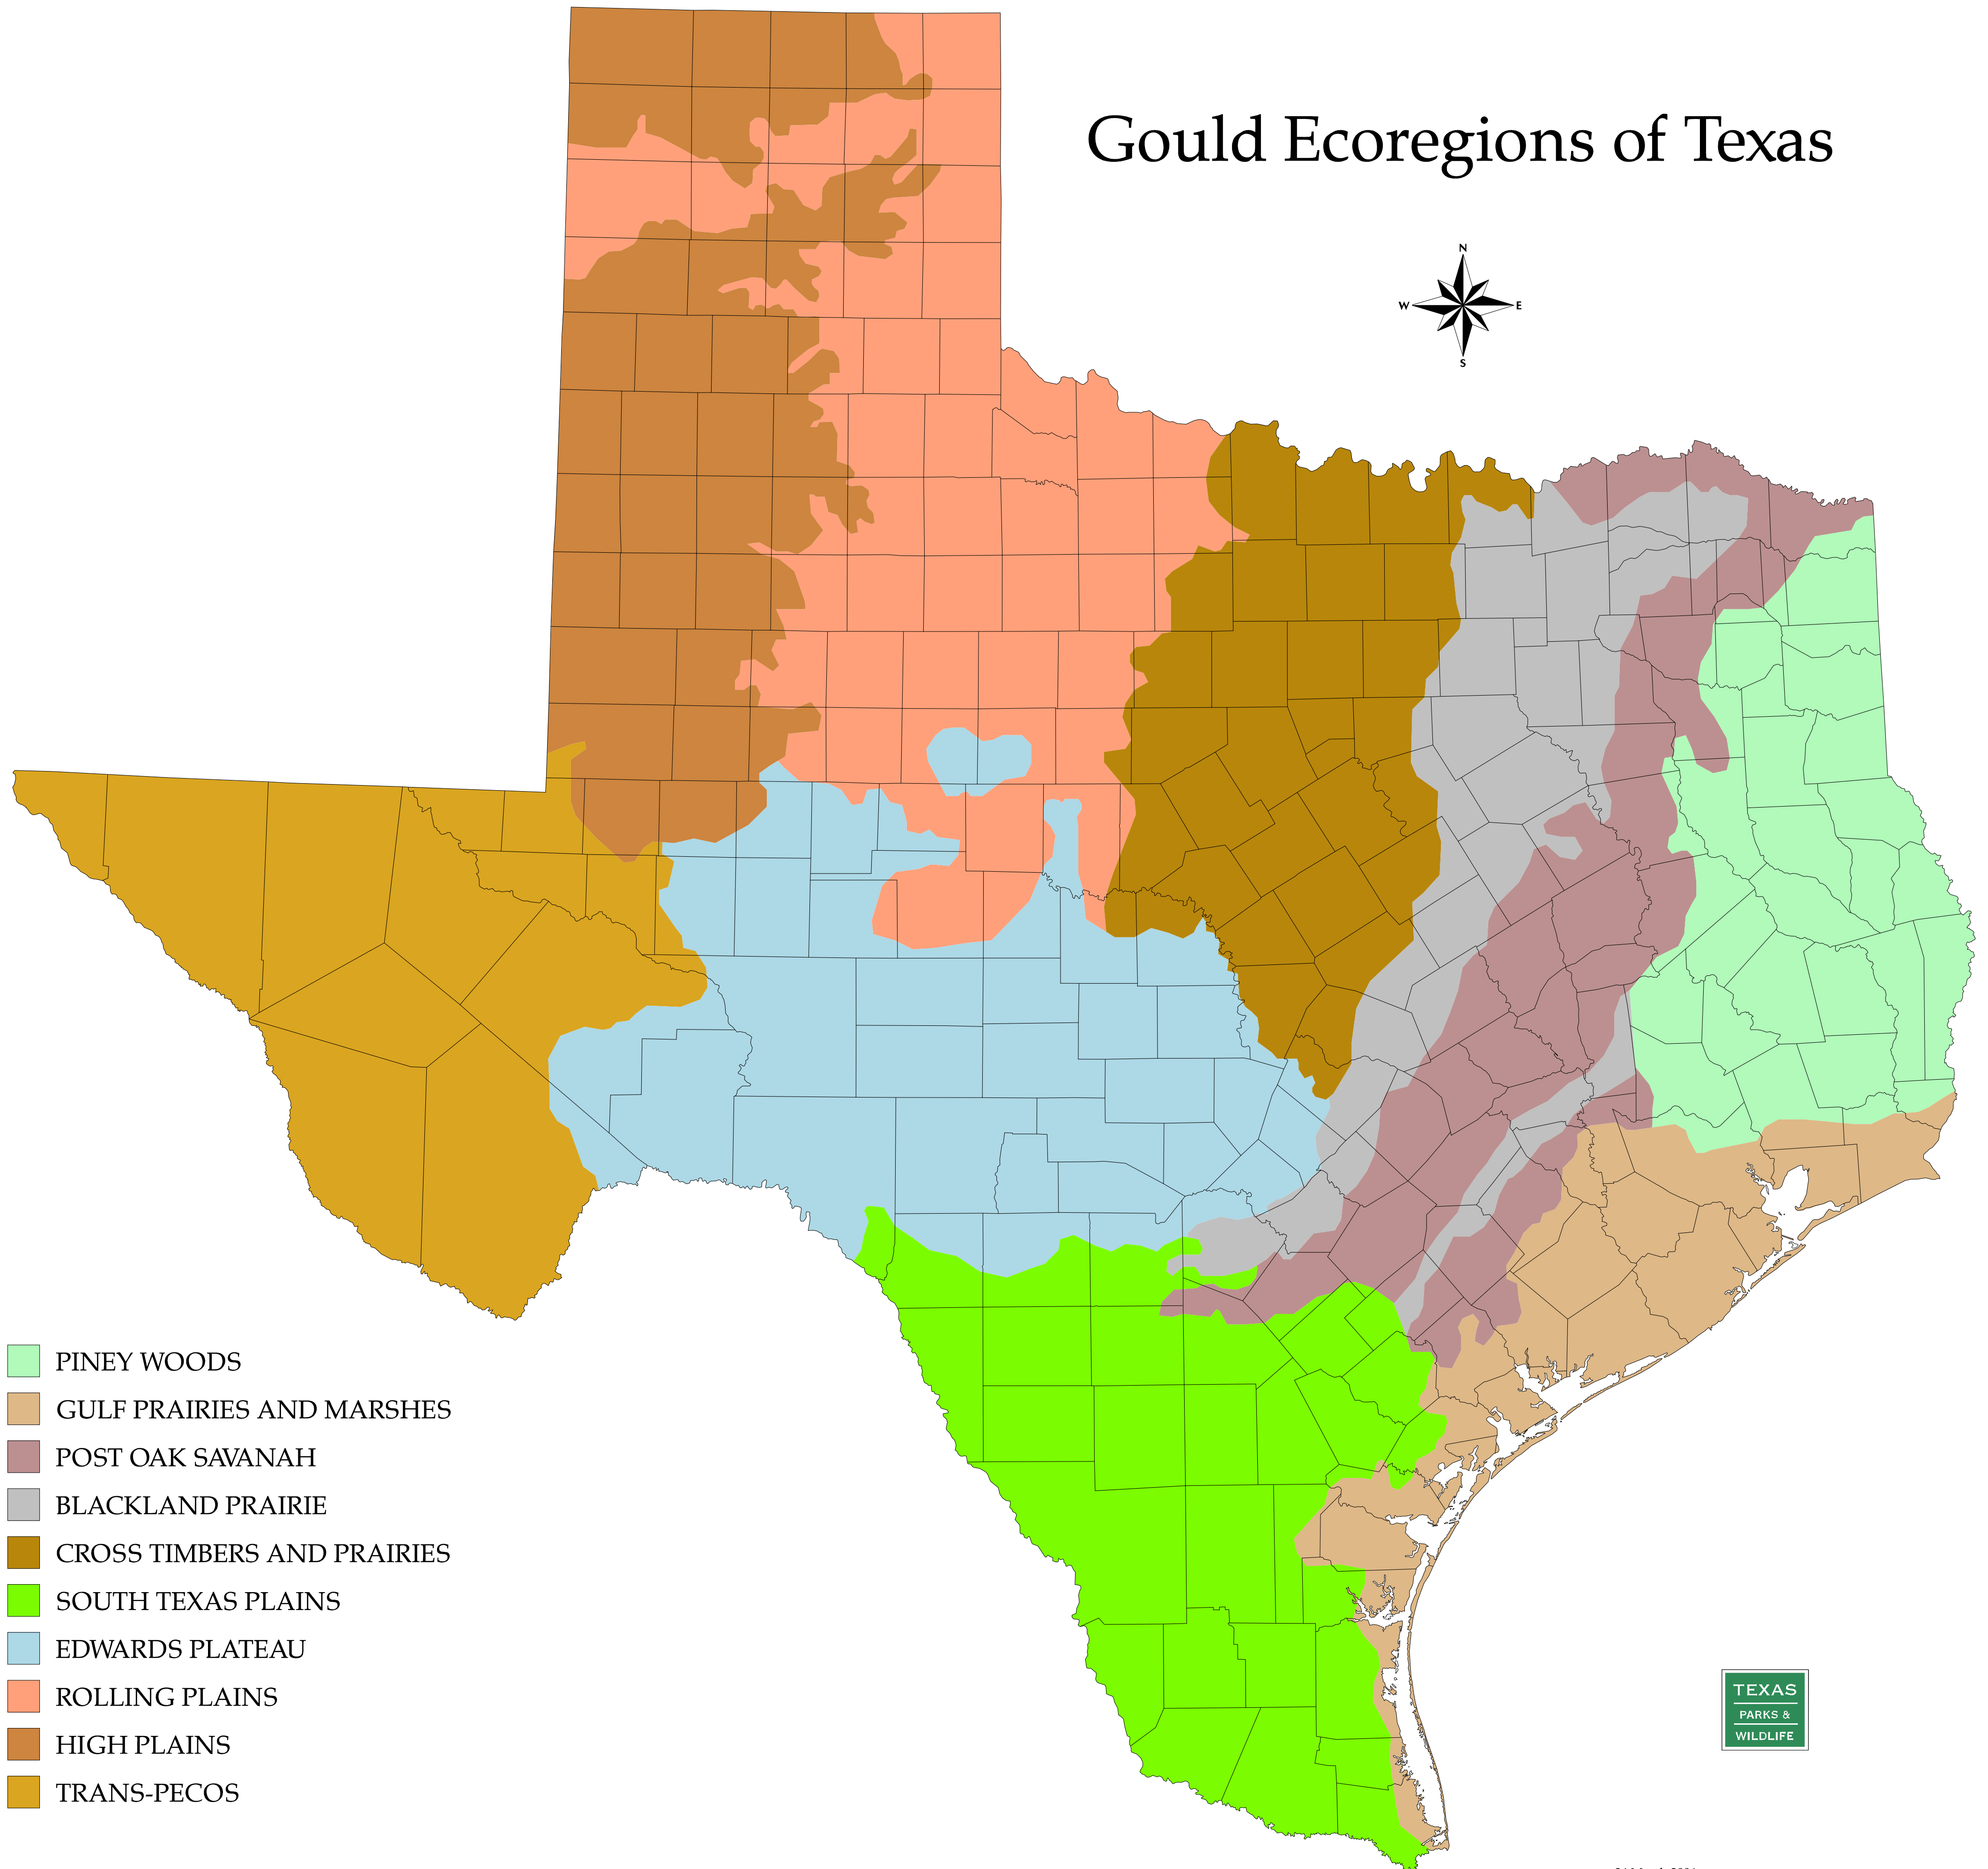 Gould Ecoregions of Texas
N
W
E
S
PINEY WOODS
GULF PRAIRIES AND MARSHES
POST OAK SAVANAH
BLACKLAND PRAIRIE
CROSS TIMBERS AND PRAIRIES
SOUTH TEXAS PLAINS
EDWARDS PLATEAU
ROLLING PLAINS
HIGH PLAINS
TRANS-PECOS
TEXAS
PARKS &
WILDLIFE